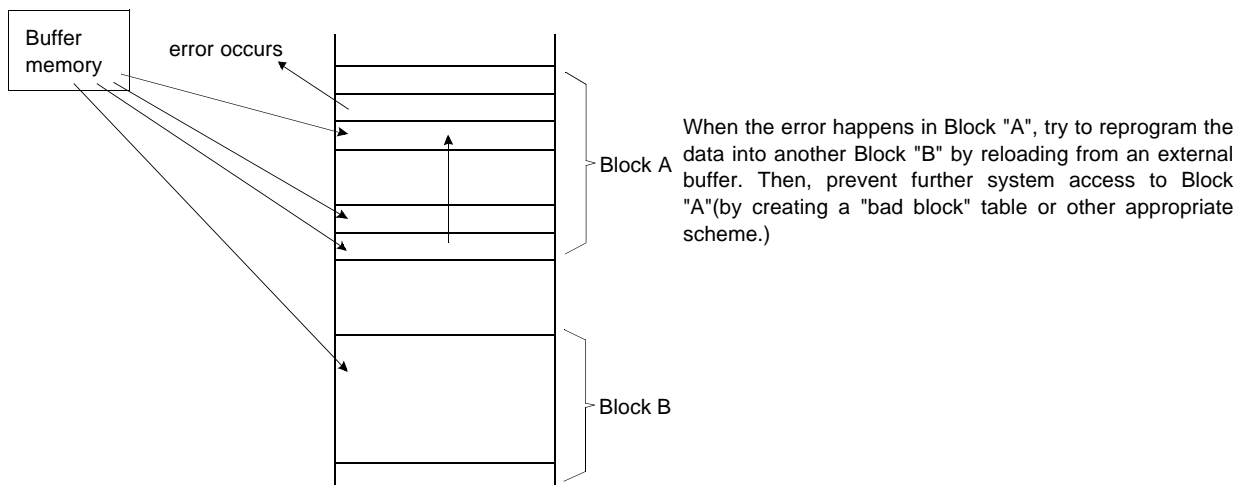 Buffer
memory
error occurs
Block A
When the error happens in Block "A", try to reprogram the
data into another Block "B" by reloading from an external
buffer. Then, prevent further system access to Block
"A"(by creating a "bad block" table or other appropriate
scheme.)
Block B